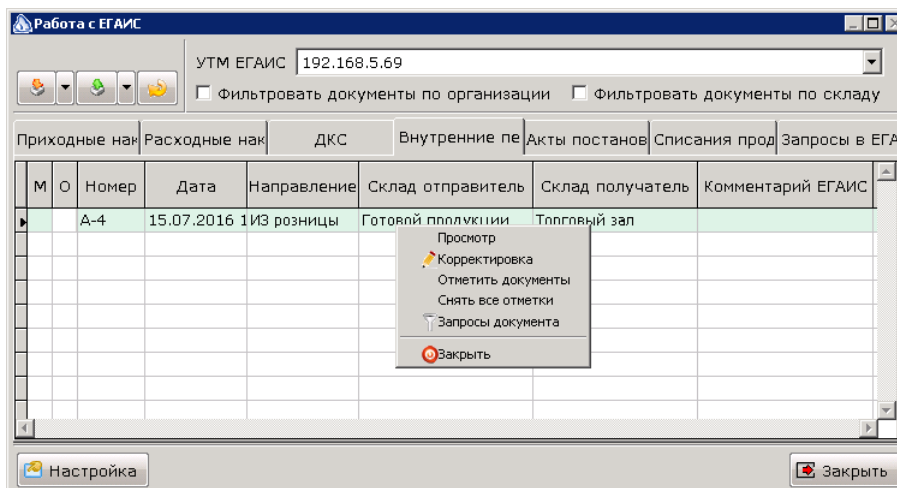 Работа с ЕГАИС
УТМ ЕГАИС 192.168.5.69
Фильтровать документы по организации Фильтровать документы по складу
Приходные нак Расходные нак ДКС Внутренние пе Акты постанов Списания прод Запросы в ЕГА
М О Номер Дата Направление Склад отправитель Склад получатель Комментарий ЕГАИС
А-4 15.07.2016 1 ИЗ розницы Готовой продукции Торговый зал
Просмотр
Корректировка
Отметить документы
Снять все отметки
Запросы документа
Закрыть
Настройка Закрыть